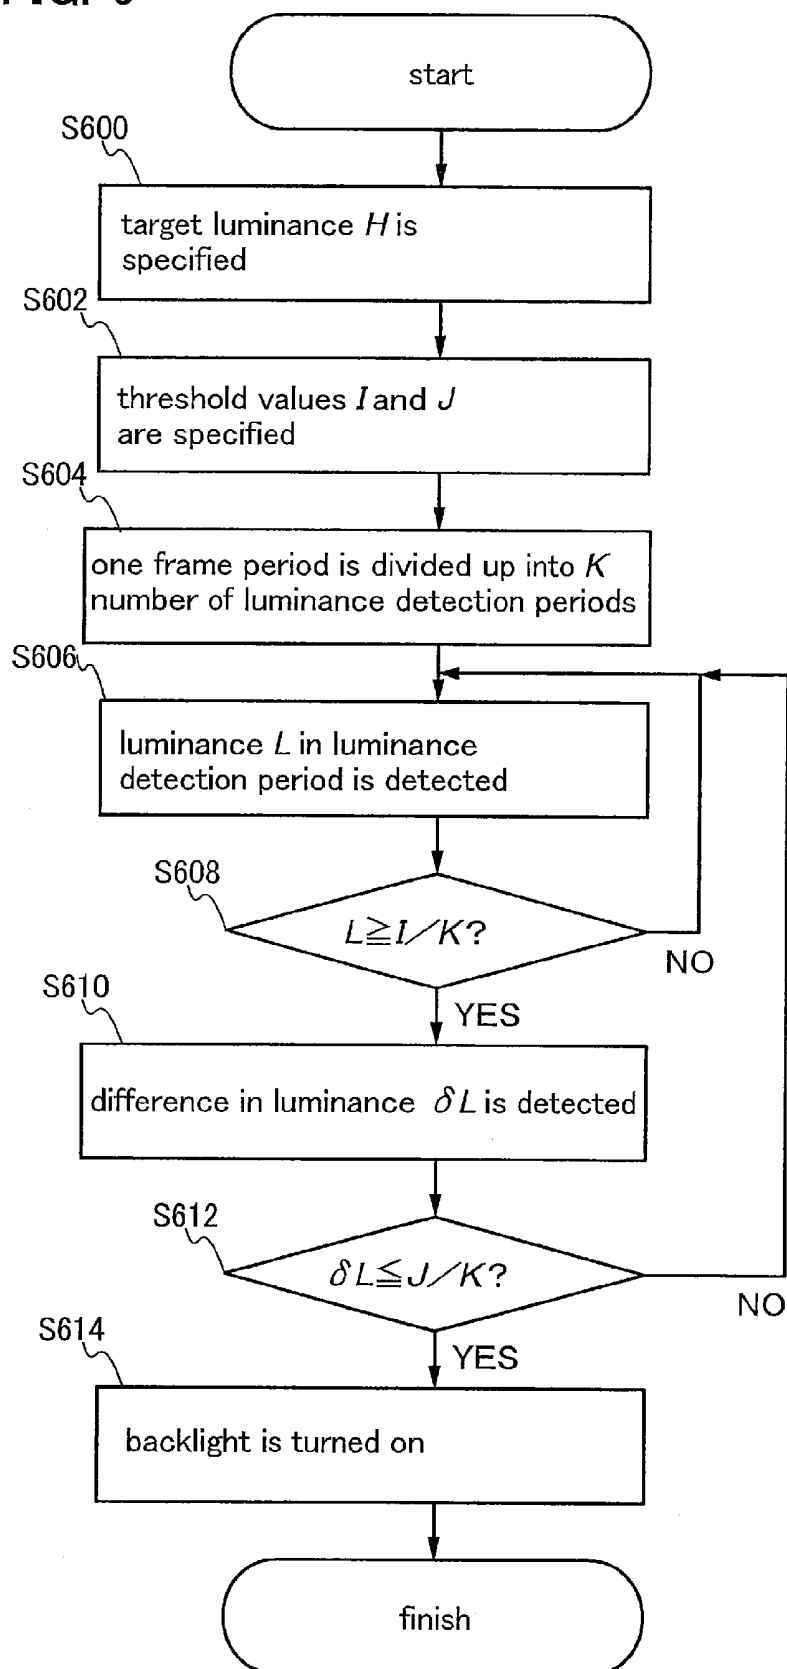 start
S600
target luminance H is
specified
S602
threshold values I and J
are specified
S604
one frame period is divided up into K
number of luminance detection periods
S606
luminance L in luminance
detection period is detected
S608
L≧I/K?
NO
YES
S610
difference in luminance δL is detected
S612
δL≦J/K?
NO
YES
S614
backlight is turned on
finish